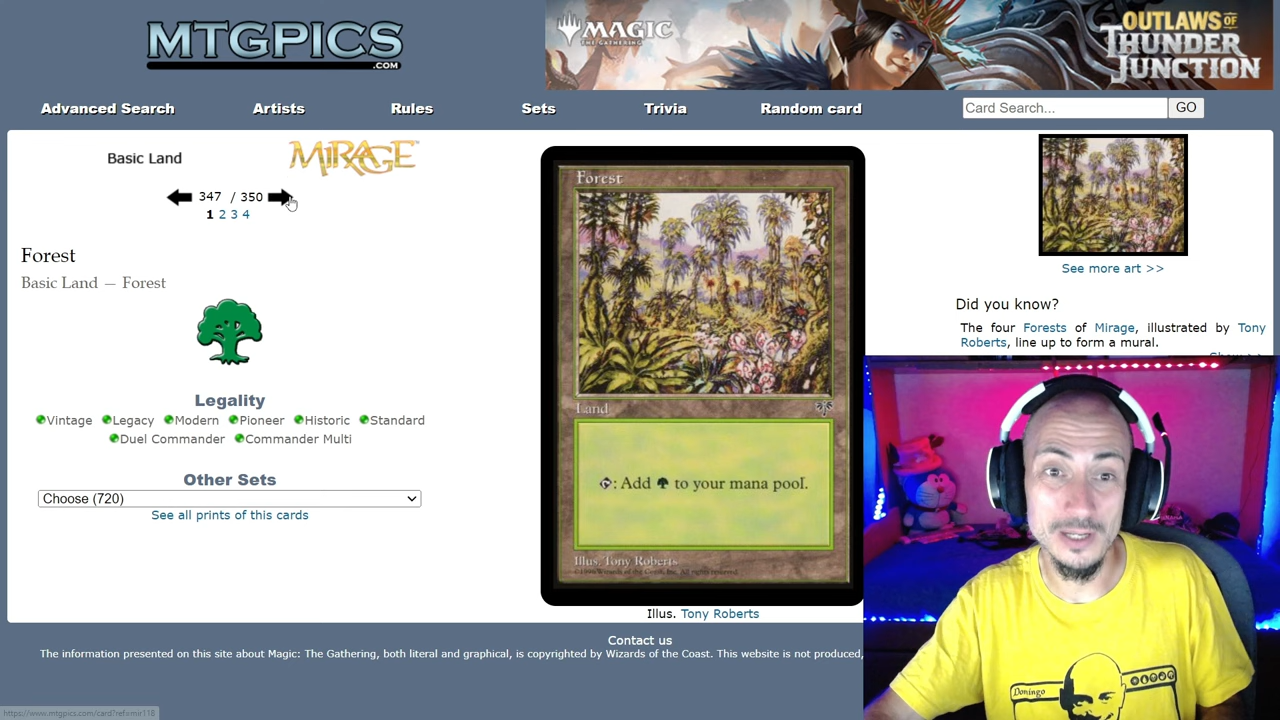 MTGPICS
.COM
MAGIC
THE GATHERING
OUTLAWS OF
THUNDER
JUNCTION
Advanced Search
Artists
Rules
Sets
Trivia
Random card
Card Search...
GO
Basic Land
MIRAGE
347 / 350
1 2 3 4
Forest
Basic Land — Forest
Legality
Vintage Legacy Modern Pioneer Historic Standard
Duel Commander Commander Multi
Other Sets
Choose (720)
See all prints of this cards
Forest
Land
: Add to your mana pool.
Illus. Tony Roberts
Illus. Tony Roberts
See more art >>
Did you know?
The four Forests of Mirage, illustrated by Tony
Roberts, line up to form a mural.
Contact us
The information presented on this site about Magic: The Gathering, both literal and graphical, is copyrighted by Wizards of the Coast. This website is not produced,
Domingo